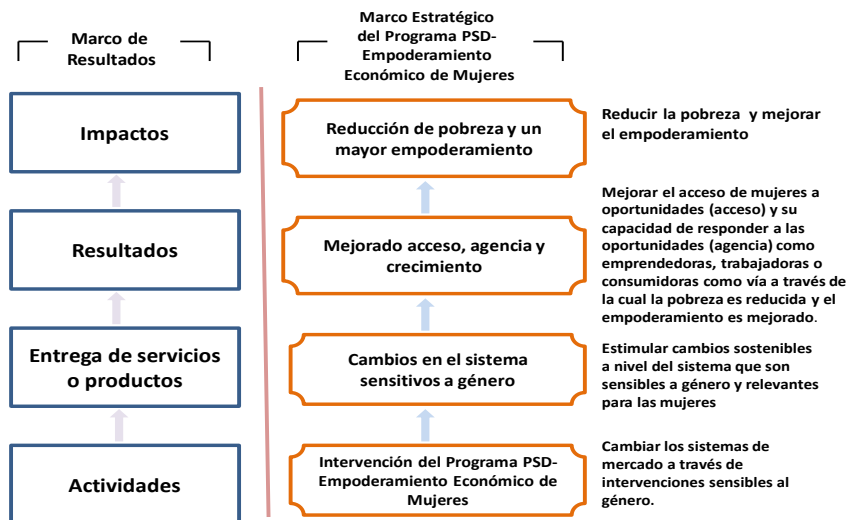 Marco de
Resultados
Marco Estratégico
del Programa PSD-
Empoderamiento
Económico de Mujeres
Impactos
Reducción de pobreza y un
mayor empoderamiento
Reducir la pobreza y mejorar
el empoderamiento
Resultados
Mejorado acceso, agencia y
crecimiento
Mejorar el acceso de mujeres a
oportunidades (acceso) y su
capacidad de responder a las
oportunidades (agencia) como
emprendedoras, trabajadoras o
consumidoras como vía a través de
la cual la pobreza es reducida y el
empoderamiento es mejorado.
Entrega de servicios
o productos
Cambios en el sistema
sensitivos a género
Estimular cambios sostenibles
a nivel del sistema que son
sensibles a género y relevantes
para las mujeres
Actividades
Intervención del Programa PSD-
Empoderamiento Económico de
Mujeres
Cambiar los sistemas de
mercado a través de
intervenciones sensibles al
género.